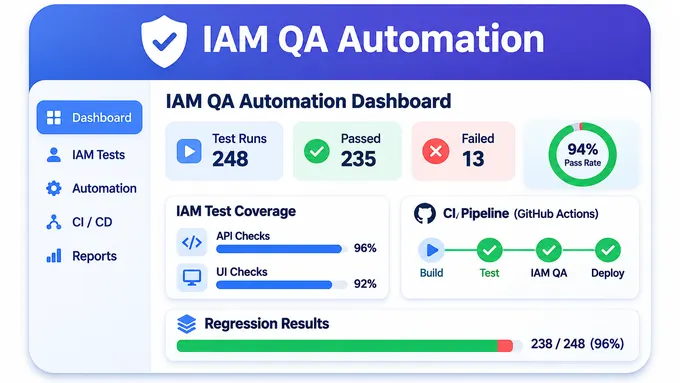 IAM QA Automation
Dashboard
IAM Tests
Automation
CI / CD
Reports
IAM QA Automation Dashboard
Test Runs
248
Passed
235
Failed
13
94%
Pass Rate
IAM Test Coverage
API Checks
96%
UI Checks
92%
CI/Pipeline (GitHub Actions)
Build
Test
IAM QA
Deploy
Regression Results
238 / 248 (96%)